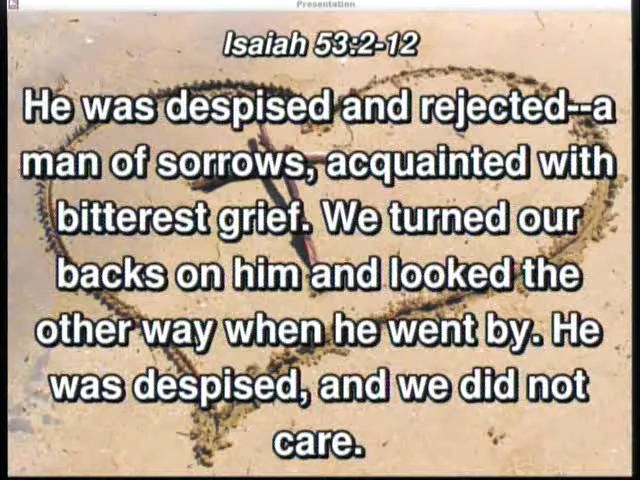 Presentation
Isaiah 53:2-12
He was despised and rejected--a
man of sorrows, acquainted with
bitterest grief. We turned our
backs on him and looked the
other way when he went by. He
was despised, and we did not
care.